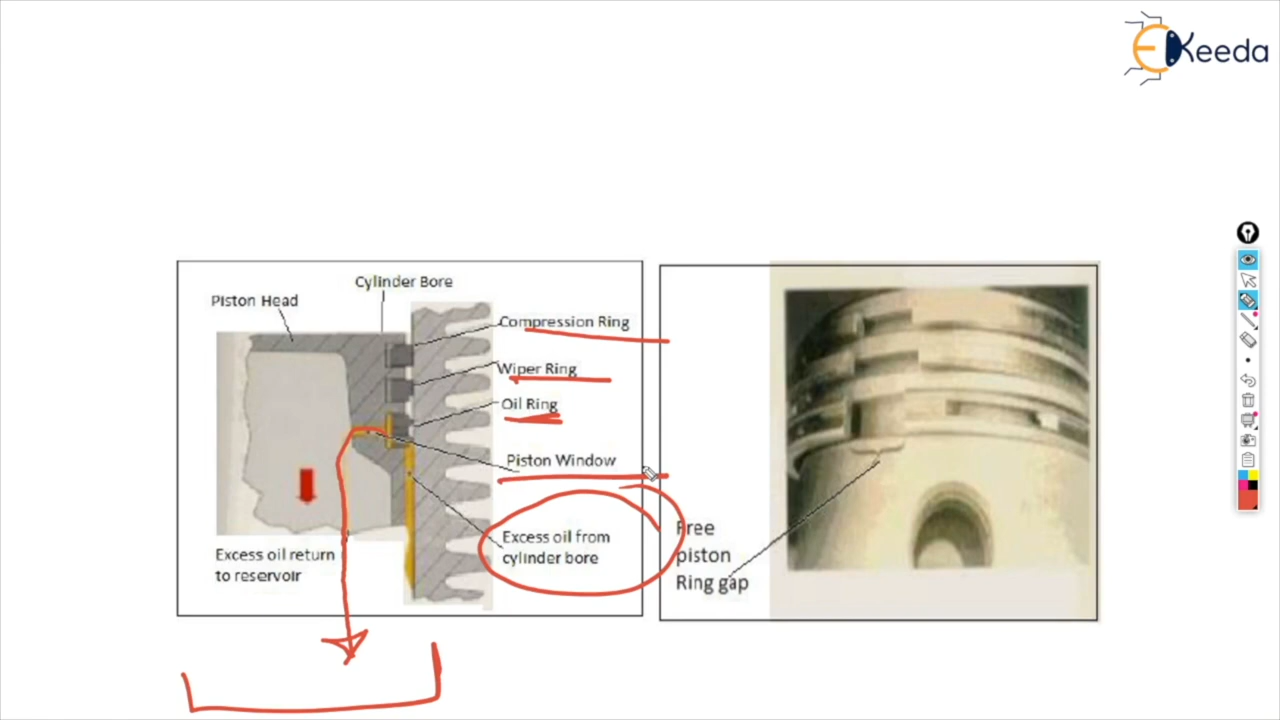 EKeeda
Cylinder Bore
Piston Head
Compression Ring
Wiper Ring
Oil Ring
Piston Window
Excess oil from
cylinder bore
Excess oil return
to reservoir
Free
piston
Ring gap